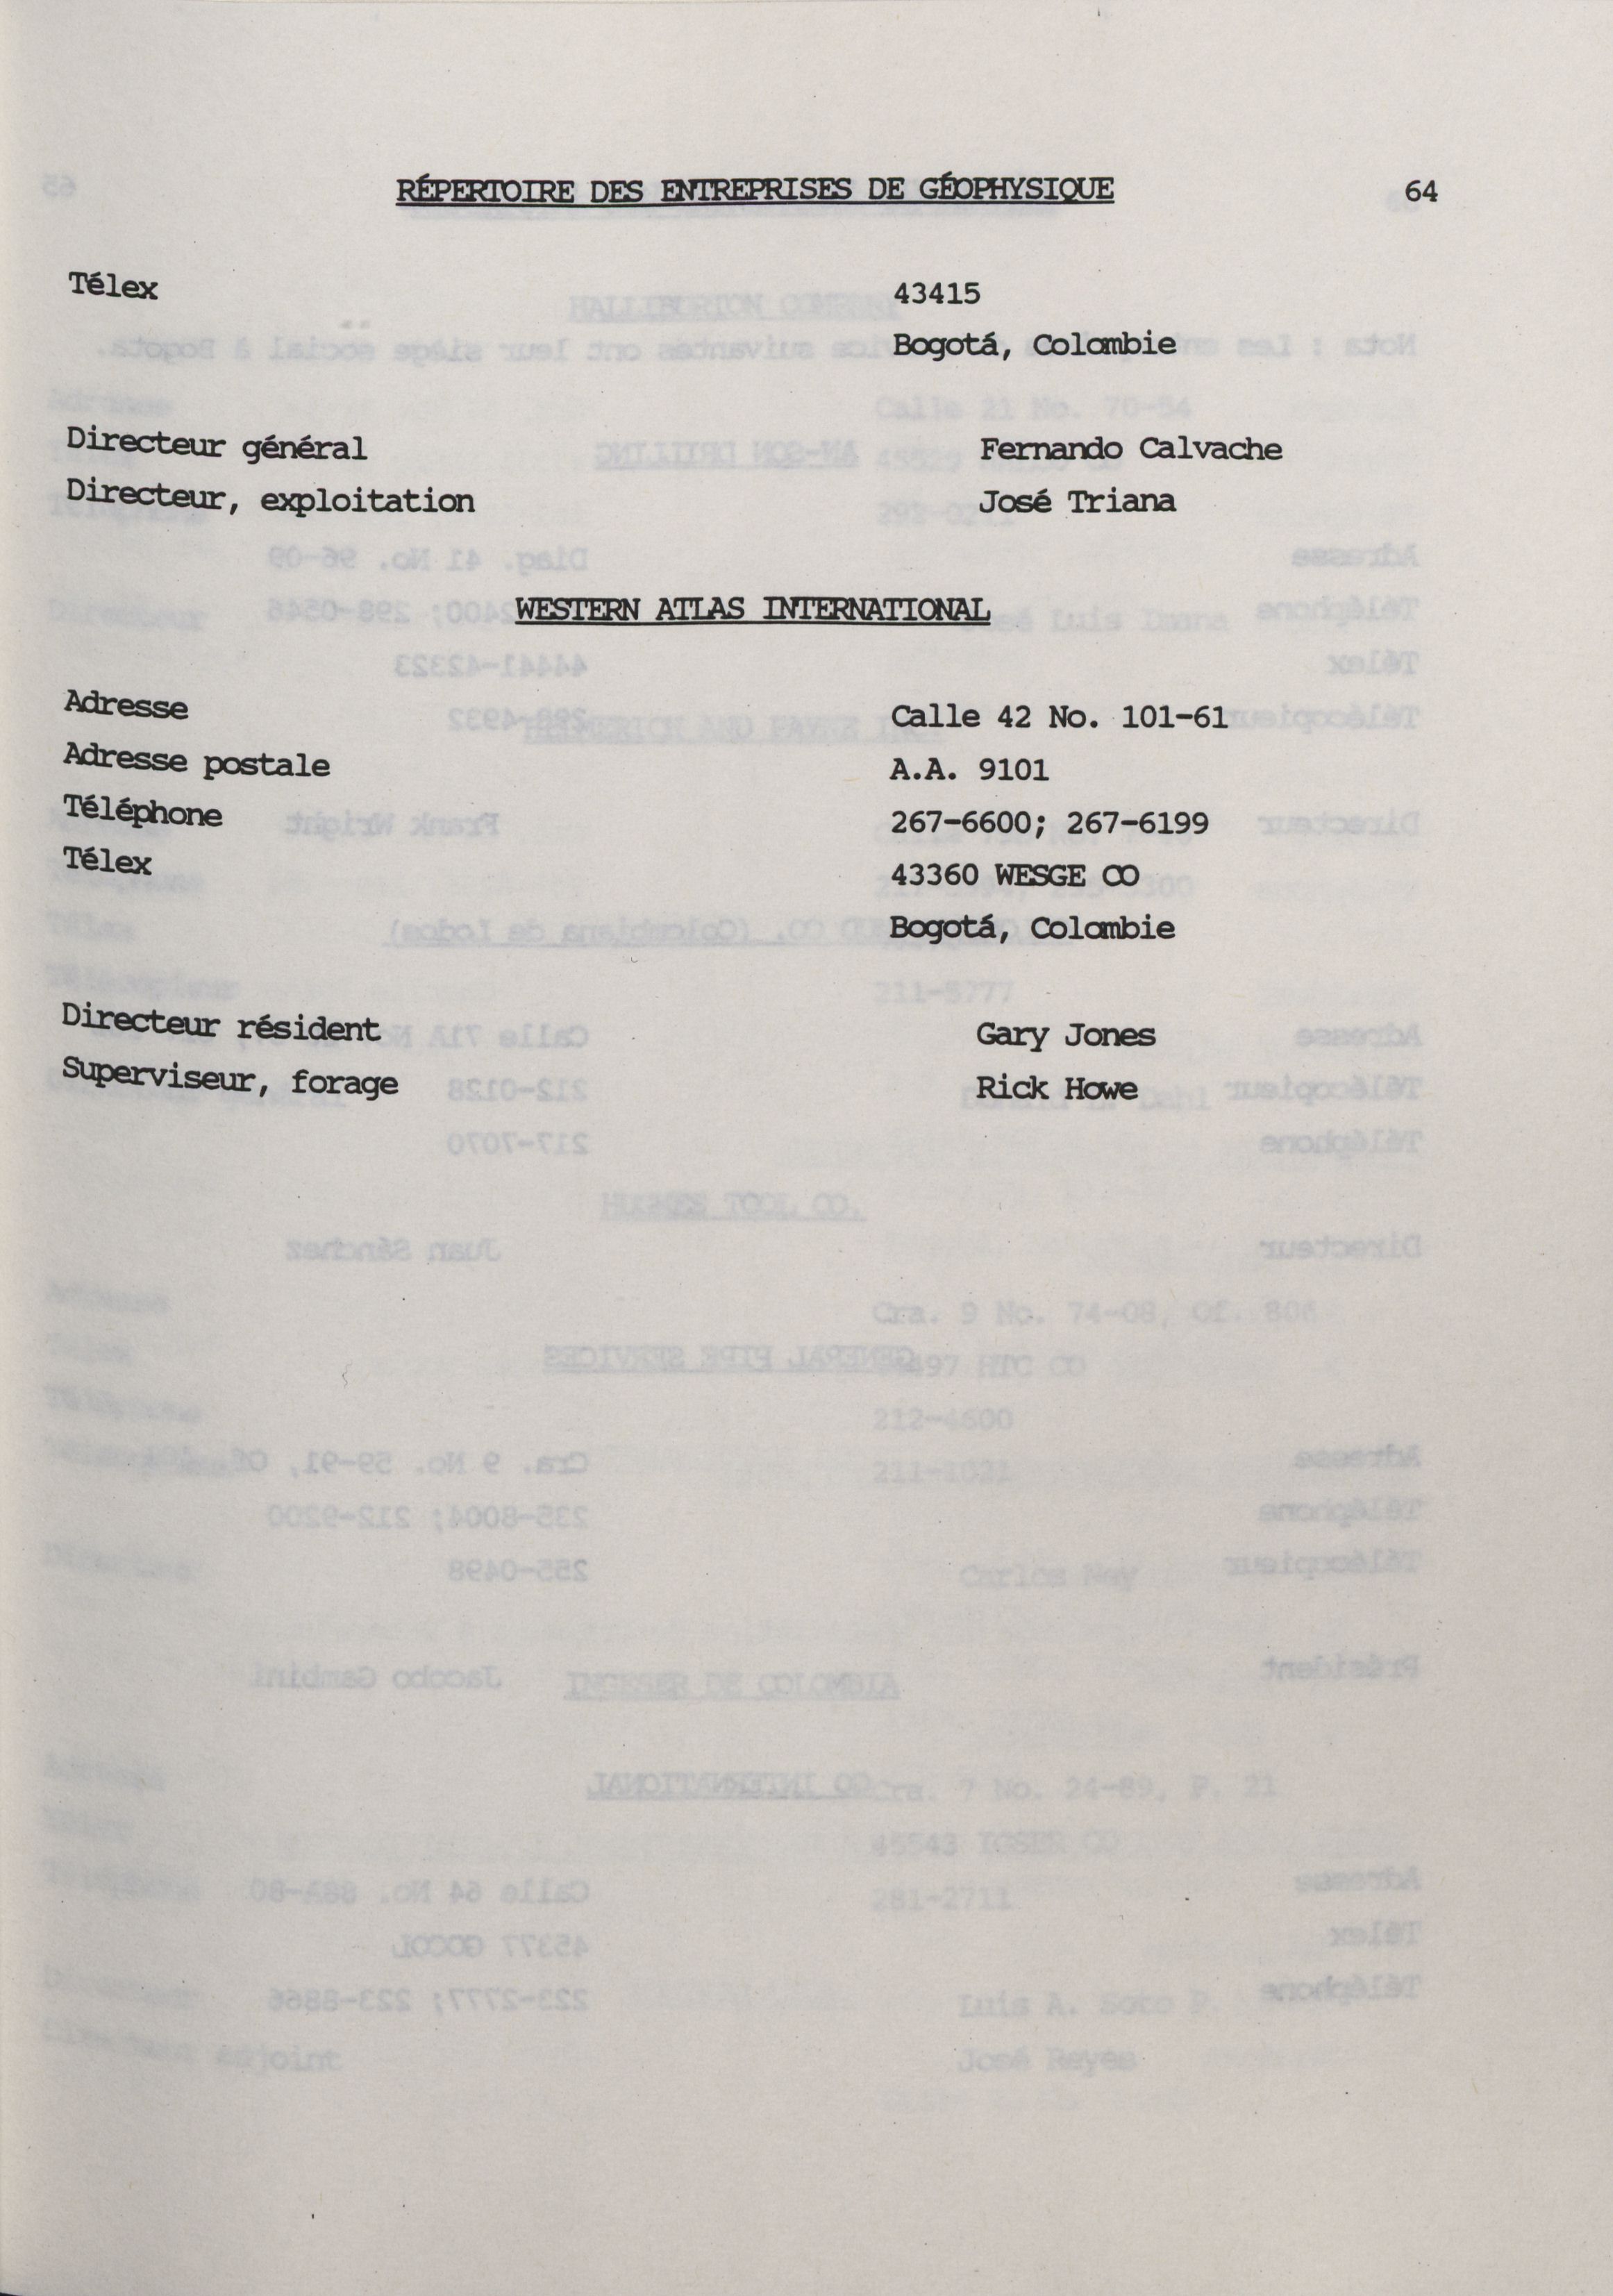 RÉPERTOIRE DES ENTREPRISES DE GÉOPHYSIQUE 64
Télex 43415
Bogotá, Colombie
Directeur général Fernando Calvache
Directeur, exploitation José Triana
WESTERN ATLAS INTERNATIONAL
Adresse Calle 42 No. 101-61
Adresse postale A.A. 9101
Téléphone 267-6600; 267-6199
Télex 43360 WESGE CO
Bogotá, Colombie
Directeur résident Gary Jones
Superviseur, forage Rick Howe